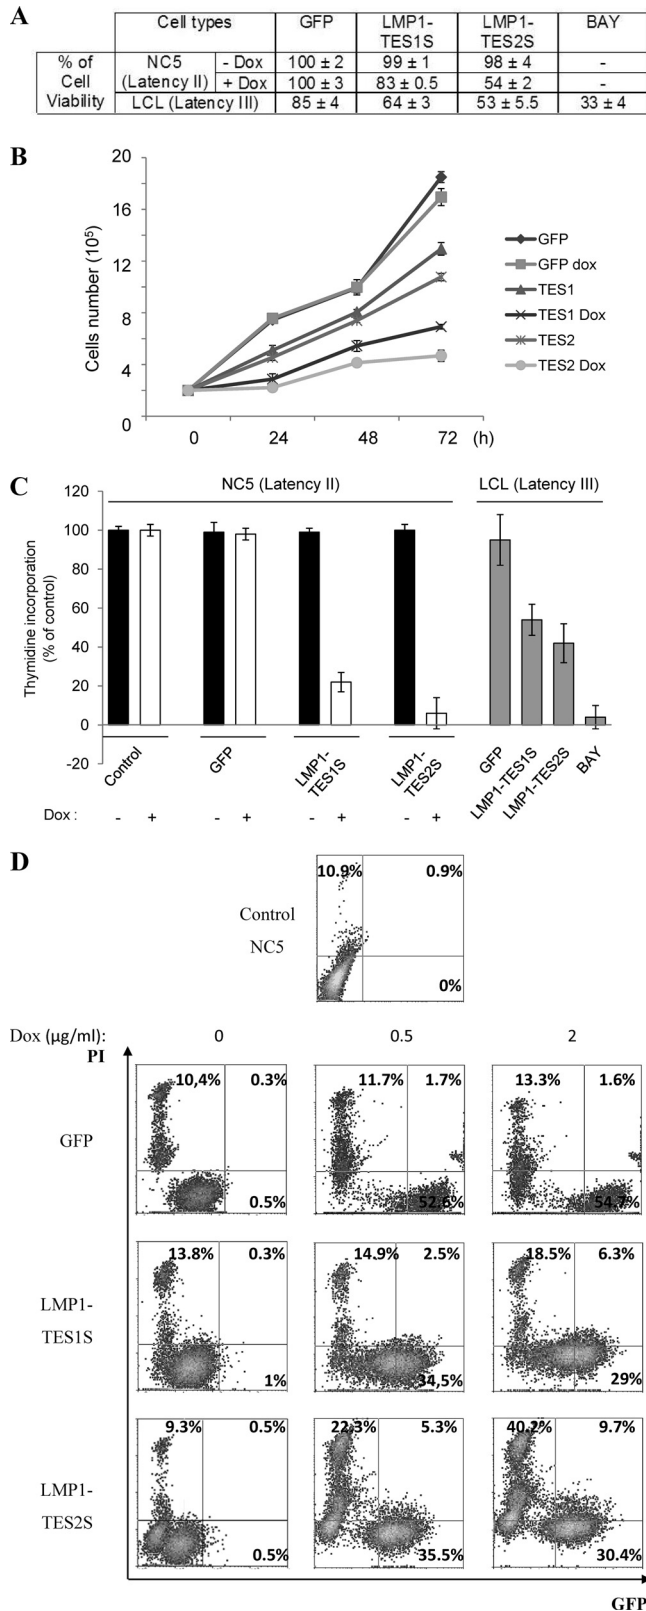 A
Cell types GFP LMP1-TES1S LMP1-TES2S BAY
% of Cell Viability NC5 (Latency II) - Dox 100 ± 2 99 ± 1 98 ± 4 -
+ Dox 100 ± 3 83 ± 0.5 54 ± 2 -
LCL (Latency III) 85 ± 4 64 ± 3 53 ± 5.5 33 ± 4
B
20
16
12
8
4
0
Cells number (10⁵)
0 24 48 72 (h)
GFP
GFP dox
TES1
TES1 Dox
TES2
TES2 Dox
C
NC5 (Latency II) LCL (Latency III)
120
100
80
60
40
20
0
-20
Thymidine incorporation
(% of control)
Control
GFP
LMP1-
TES1S
LMP1-
TES2S
GFP
LMP1-TES1S
LMP1-TES2S
BAY
Dox : - + - + - + - +
D
Control
NC5
10.9% 0.9%
0%
Dox (µg/ml): 0 0.5 2
PI
GFP
10,4% 0.3% 11.7% 1.7% 13.3% 1.6%
0.5% 52.6% 54.7%
LMP1-
TES1S
13.8% 0.3% 14.9% 2.5% 18.5% 6.3%
1% 34,5% 29%
LMP1-
TES2S
9.3% 0.5% 22.3% 5.3% 40.2% 9.7%
0.5% 35.5% 30.4%
GFP